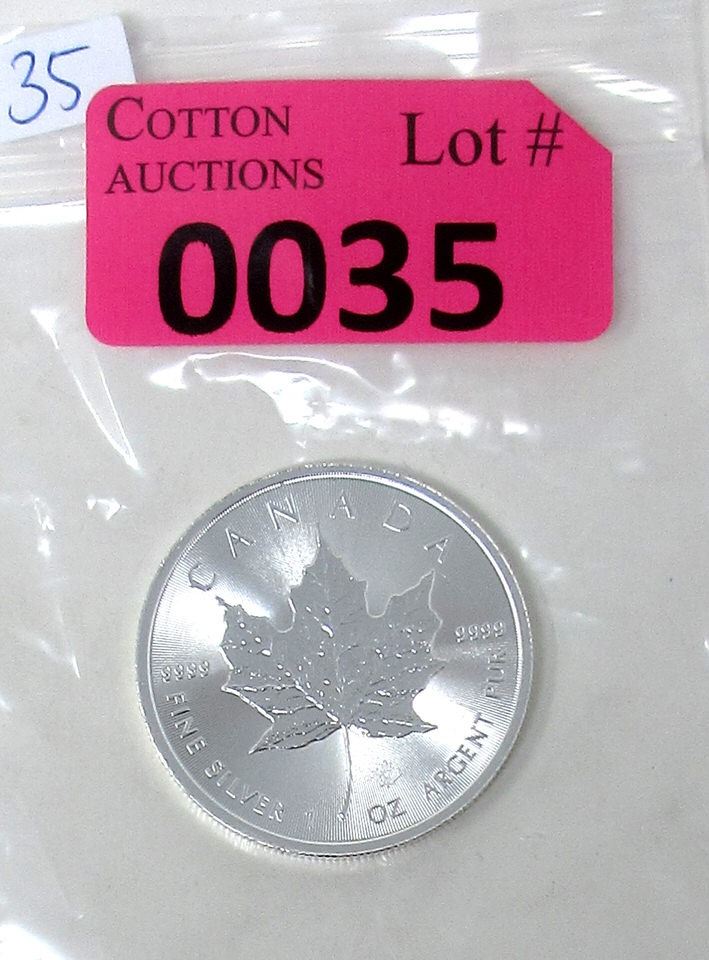 35
COTTON
AUCTIONS
Lot #
0035
CANADA
9999
9999
FINE SILVER 1 OZ ARGENT PUR